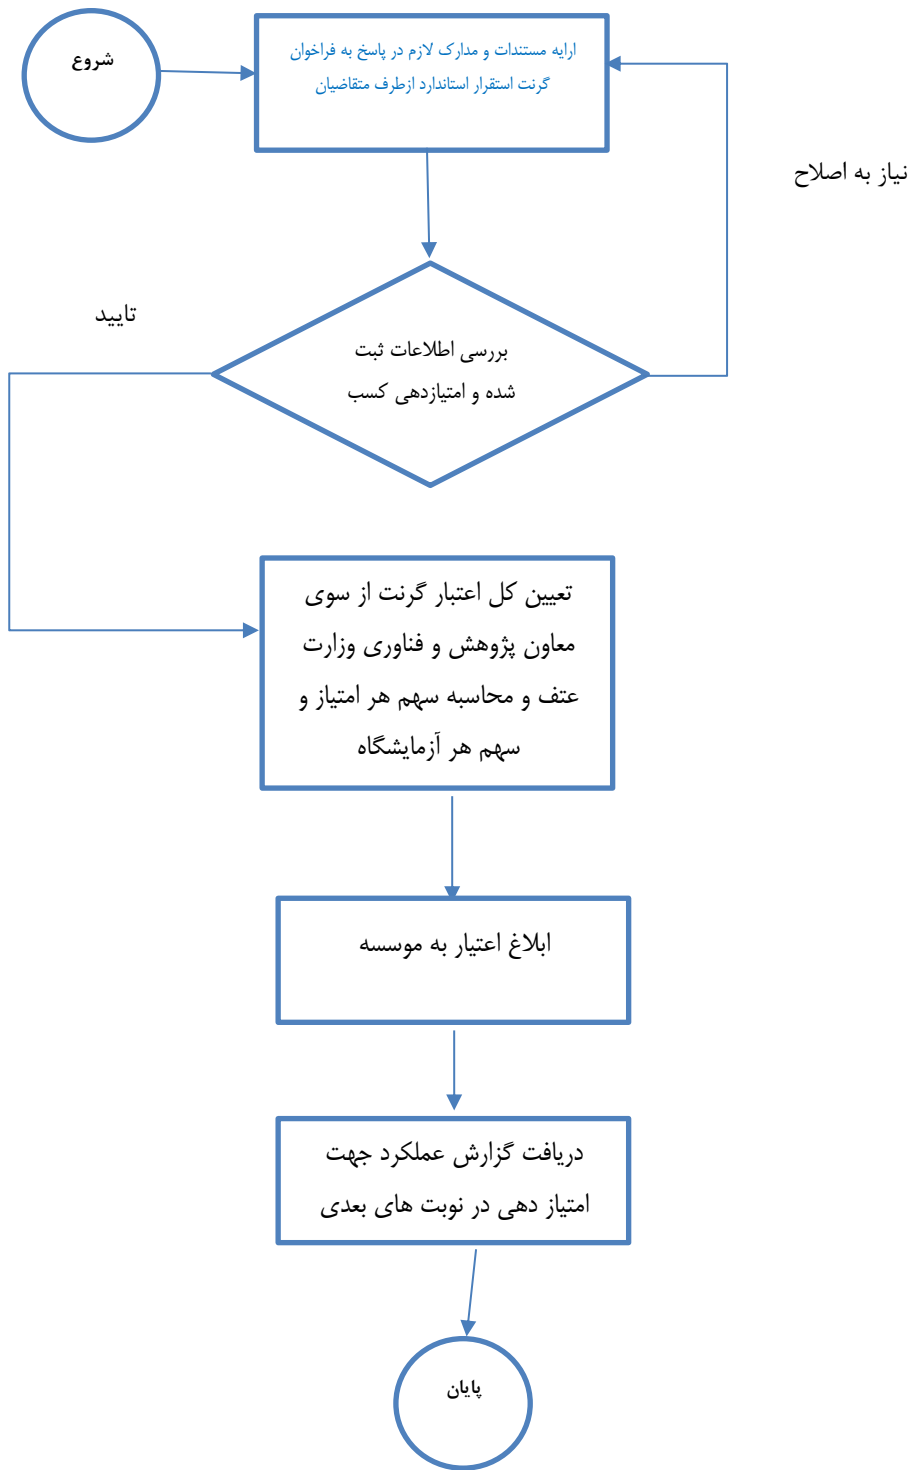 شروع
ارایه مستندات و مدارک لازم در پاسخ به فراخوان
گرنت استقرار استاندارد ازطرف متقاضیان
نیاز به اصلاح
تایید
بررسی اطلاعات ثبت
شده و امتیازدهی کسب
تعیین کل اعتبار گرنت از سوی
معاون پژوهش و فناوری وزارت
عتف و محاسبه سهم هر امتیاز و
سهم هر آزمایشگاه
ابلاغ اعتیار به موسسه
دریافت گزارش عملکرد جهت
امتیاز دهی در نوبت های بعدی
پایان